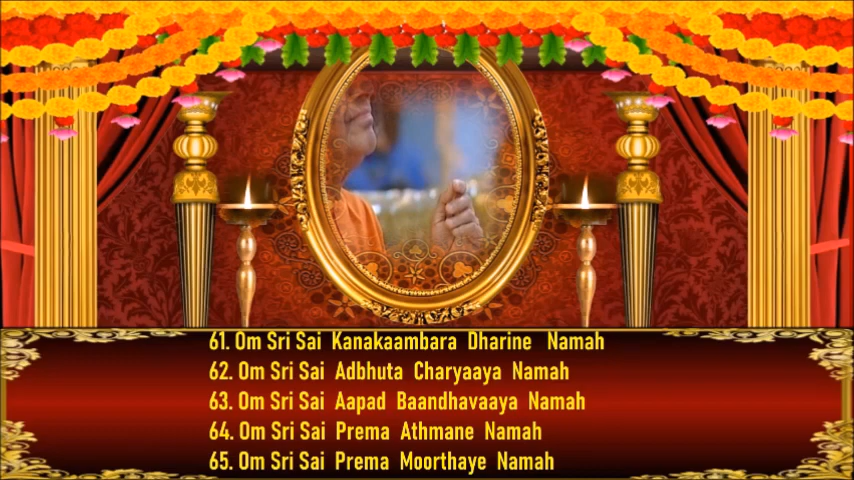 61. Om Sri Sai Kanakaambara Dharine Namah
62. Om Sri Sai Adbhuta Charyaaya Namah
63. Om Sri Sai Aapad Baandhavaaya Namah
64. Om Sri Sai Prema Athmane Namah
65. Om Sri Sai Prema Moorthaye Namah